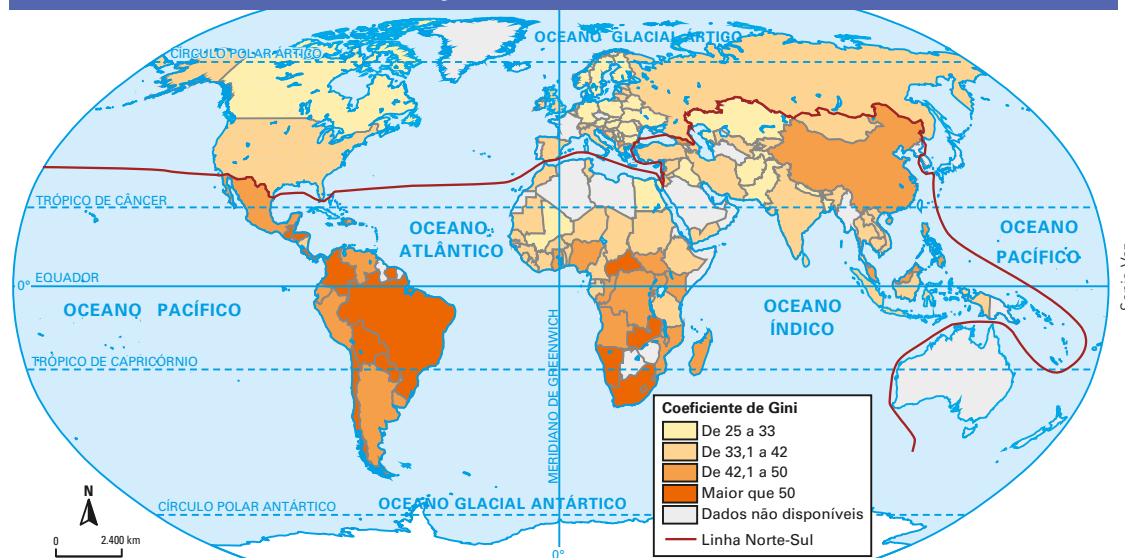 OCEANO GLACIAL ÁRTIGO
CÍRCULO POLAR ÁRTICO
TRÓPICO DE CÂNCER
OCEANO
ATLÂNTICO
OCEANO
PACÍFICO
EQUADOR
0°
OCEANO PACÍFICO
OCEANO
ÍNDICO
MERIDIANO DE GREENWICH
TRÓPICO DE CAPRICÓRNIO
Coeficiente de Gini
De 25 a 33
De 33,1 a 42
De 42,1 a 50
Maior que 50
Dados não disponíveis
Linha Norte-Sul
N
0 2.400 km
CÍRCULO POLAR ANTÁRTICO
OCEANO GLACIAL ANTÁRTICO
0°